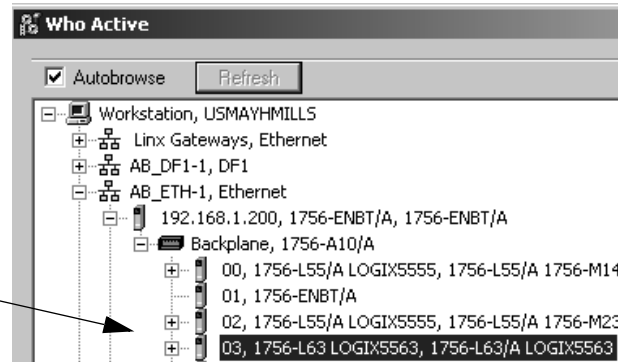 Who Active
Autobrowse Refresh
Workstation, USMAYHMILLS
Linx Gateways, Ethernet
AB_DF1-1, DF1
AB_ETH-1, Ethernet
192.168.1.200, 1756-ENBT/A, 1756-ENBT/A
Backplane, 1756-A10/A
00, 1756-L55/A LOGIX5555, 1756-L55/A 1756-M14
01, 1756-ENBT/A
02, 1756-L55/A LOGIX5555, 1756-L55/A 1756-M23
03, 1756-L63 LOGIX5563, 1756-L63/A LOGIX5563